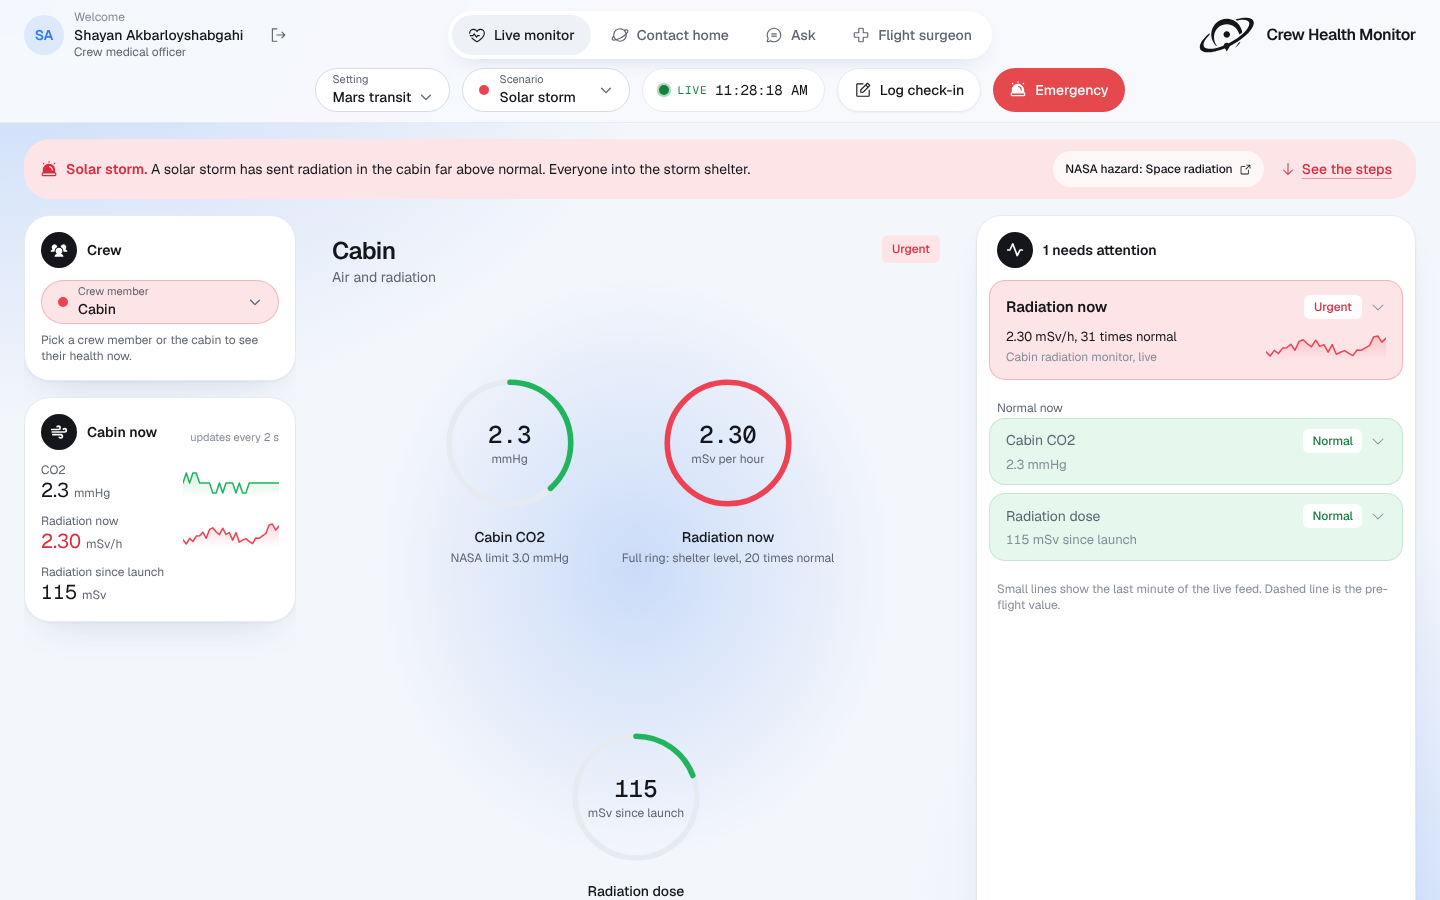 SA
Welcome
Shayan Akbarloyshabgahi
Crew medical officer
Live monitor
Contact home
Ask
Flight surgeon
Crew Health Monitor
Setting
Mars transit
Scenario
Solar storm
LIVE 11:28:18 AM
Log check-in
Emergency
Solar storm. A solar storm has sent radiation in the cabin far above normal. Everyone into the storm shelter.
NASA hazard: Space radiation
See the steps
Crew
Crew member
Cabin
Pick a crew member or the cabin to see
their health now.
Cabin now
updates every 2 s
CO2
2.3 mmHg
Radiation now
2.30 mSv/h
Radiation since launch
115 mSv
Cabin
Air and radiation
Urgent
2.3
mmHg
Cabin CO2
NASA limit 3.0 mmHg
2.30
mSv per hour
Radiation now
Full ring: shelter level, 20 times normal
115
mSv since launch
Radiation dose
1 needs attention
Radiation now
Urgent
2.30 mSv/h, 31 times normal
Cabin radiation monitor, live
Normal now
Cabin CO2
Normal
2.3 mmHg
Radiation dose
Normal
115 mSv since launch
Small lines show the last minute of the live feed. Dashed line is the pre-
flight value.